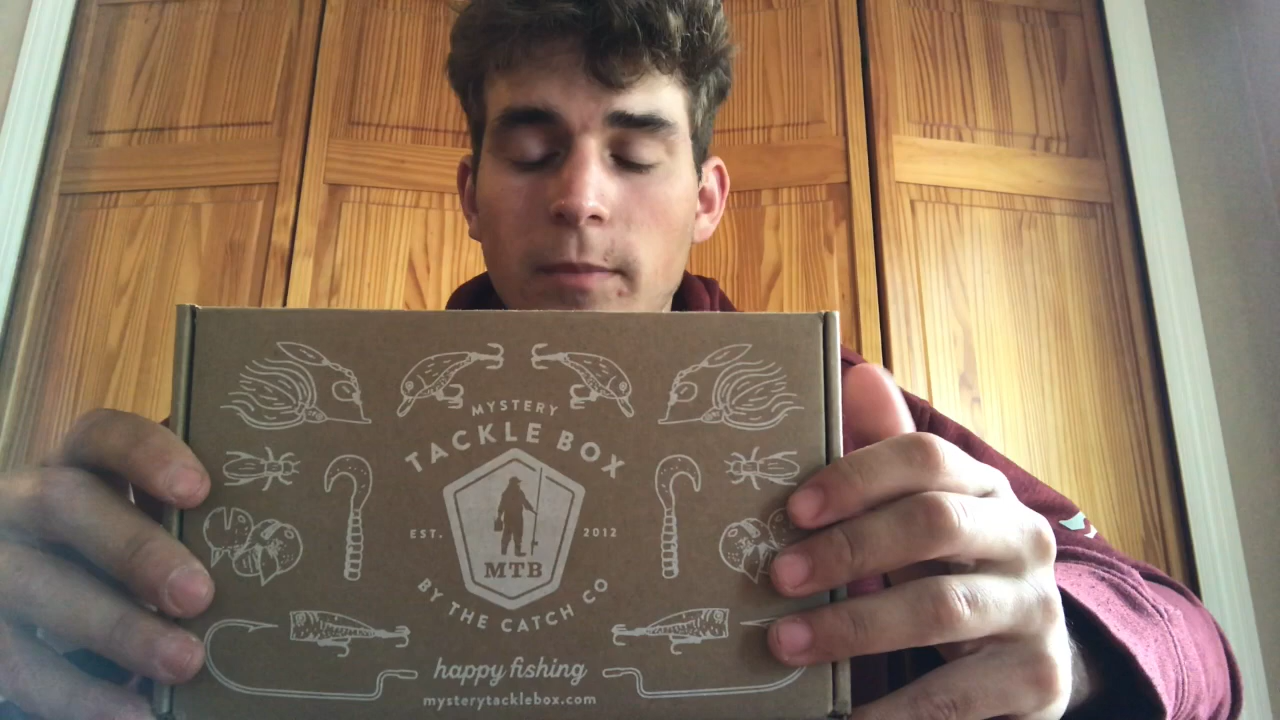 MYSTERY
TACKLE BOX
EST. 2012
MTB
BY THE CATCH CO
happy fishing
mysterytacklebox.com